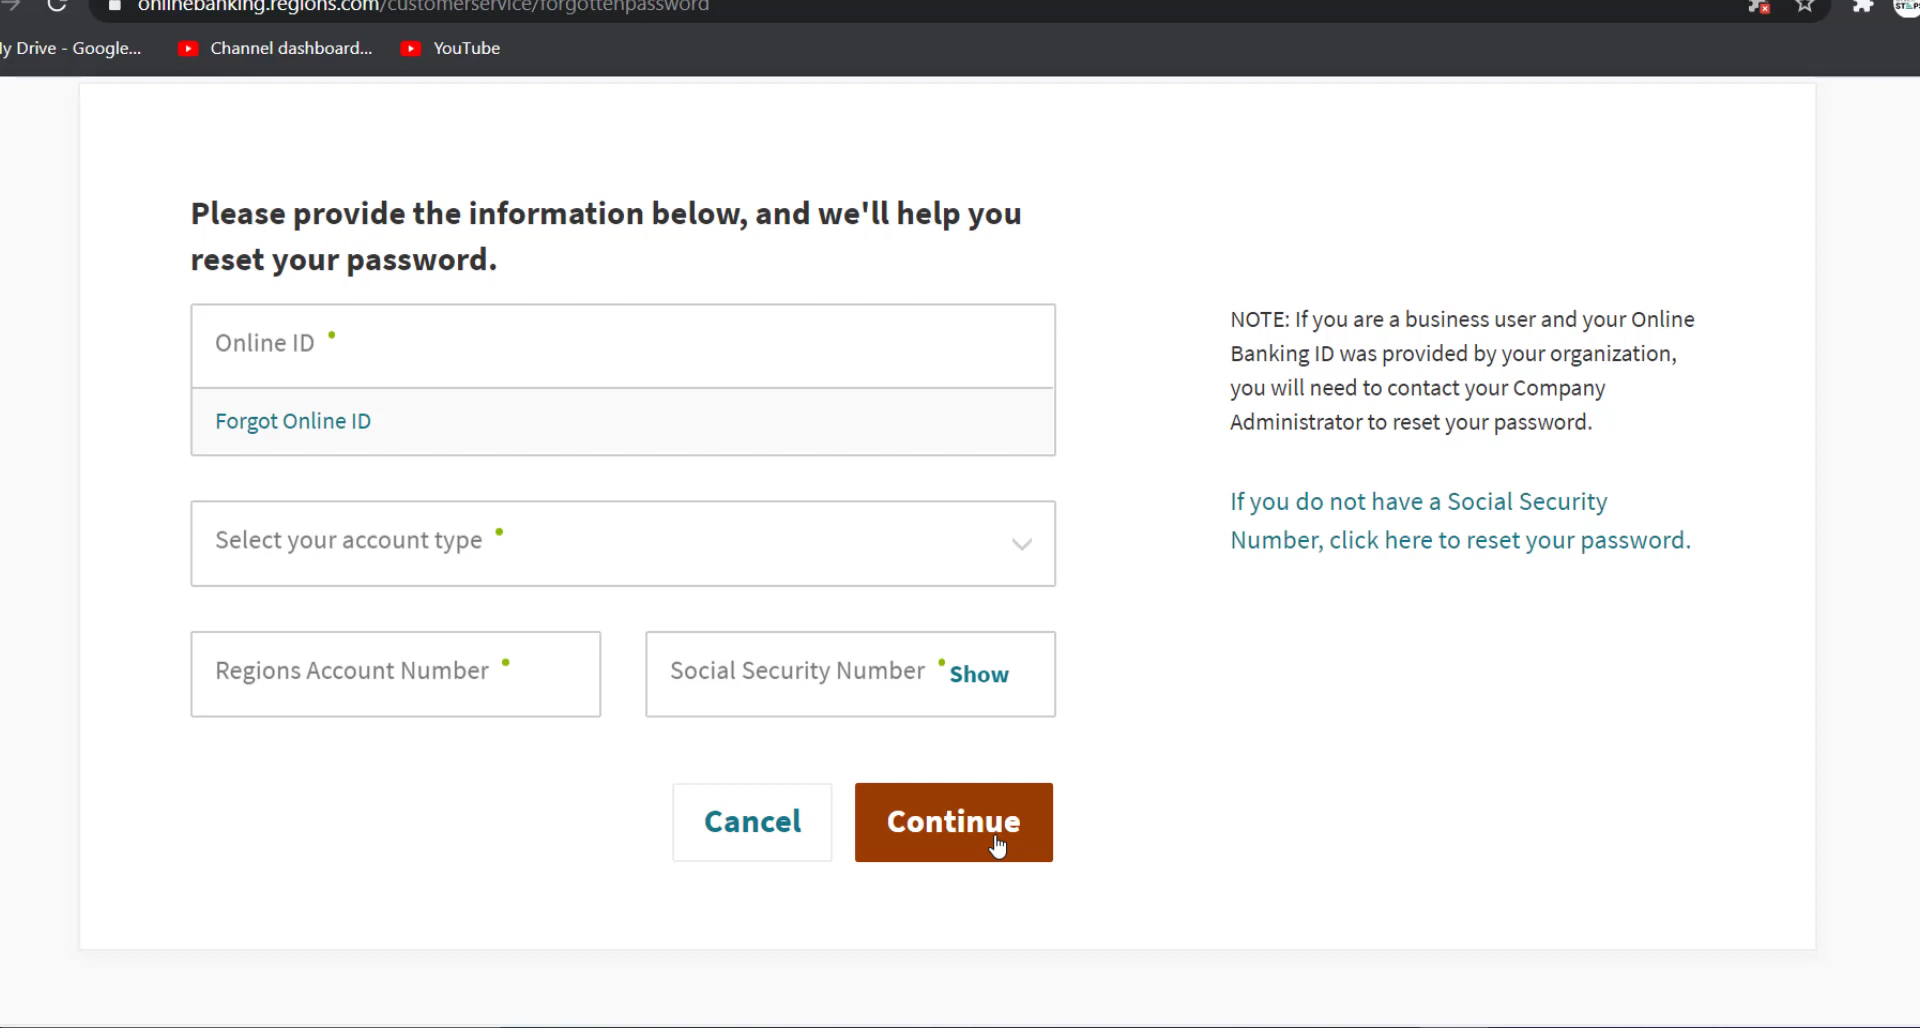 onlinebanking.regions.com/customerservice/forgottenpassword
y Drive - Google...
Channel dashboard...
YouTube
Please provide the information below, and we'll help you
reset your password.
Online ID
Forgot Online ID
Select your account type
Regions Account Number
Social Security Number
Show
Cancel
Continue
NOTE: If you are a business user and your Online
Banking ID was provided by your organization,
you will need to contact your Company
Administrator to reset your password.
If you do not have a Social Security
Number, click here to reset your password.